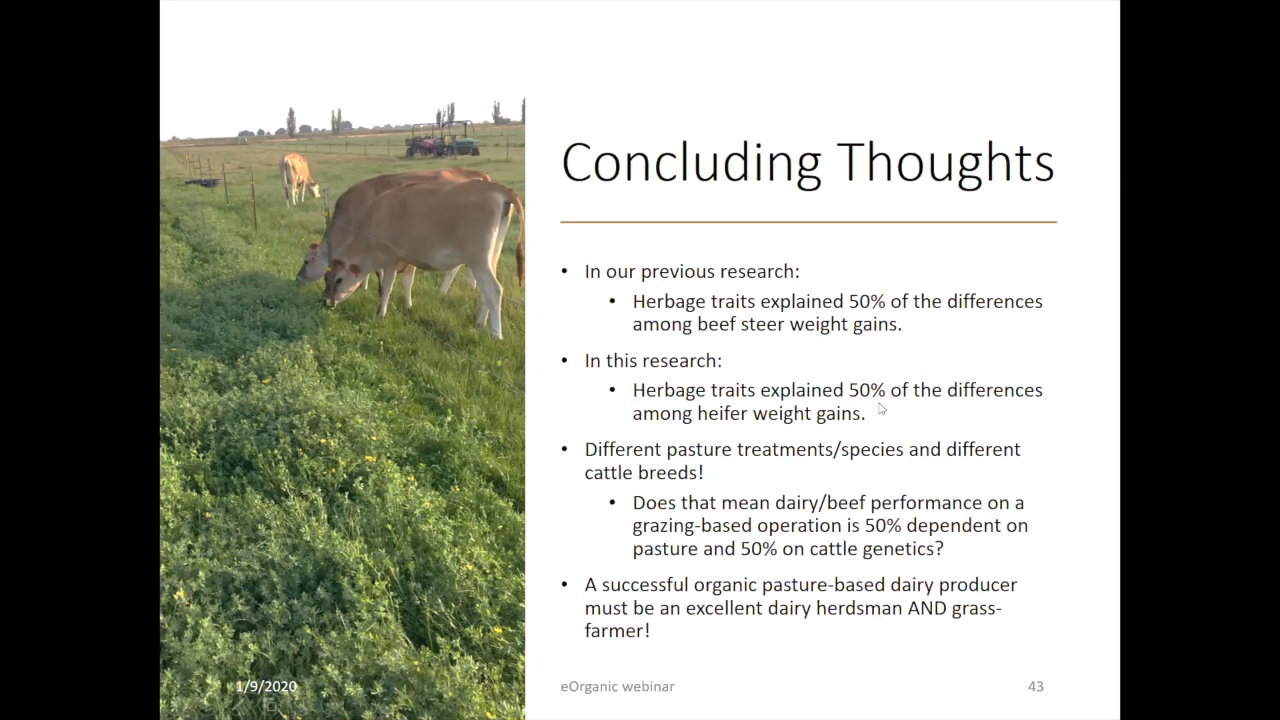 Concluding Thoughts
• In our previous research:
• Herbage traits explained 50% of the differences
among beef steer weight gains.
• In this research:
• Herbage traits explained 50% of the differences
among heifer weight gains.
• Different pasture treatments/species and different
cattle breeds!
• Does that mean dairy/beef performance on a
grazing-based operation is 50% dependent on
pasture and 50% on cattle genetics?
• A successful organic pasture-based dairy producer
must be an excellent dairy herdsman AND grass-
farmer!
1/9/2020
eOrganic webinar
43